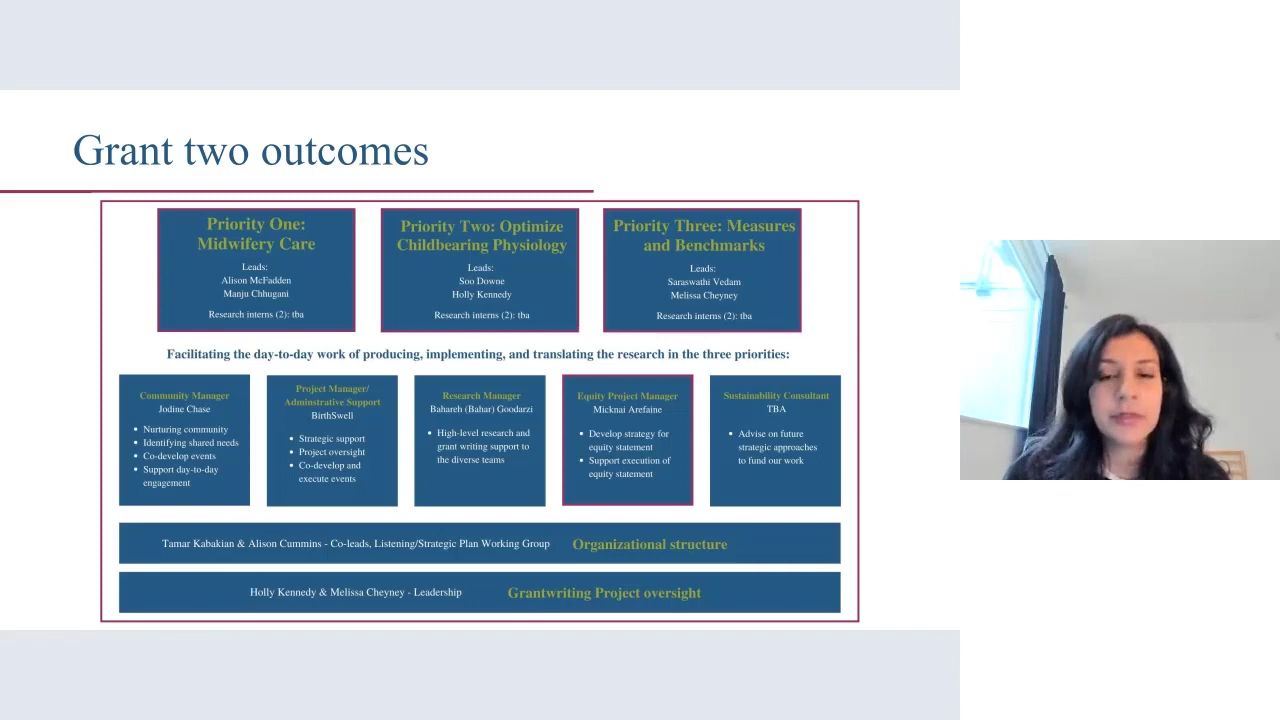 Grant two outcomes
Priority One:
Midwifery Care
Leads:
Alison McFadden
Manju Chhugani
Research interns (2): tba
Priority Two: Optimize
Childbearing Physiology
Leads:
Soo Downe
Holly Kennedy
Research interns (2): tba
Priority Three: Measures
and Benchmarks
Leads:
Saraswathi Vedam
Melissa Cheyney
Research interns (2): tba
Facilitating the day-to-day work of producing, implementing, and translating the research in the three priorities:
Community Manager
Jodine Chase
• Nurturing community
• Identifying shared needs
• Co-develop events
• Support day-to-day
engagement
Project Manager/
Adminstrative Support
BirthSwell
• Strategic support
• Project oversight
• Co-develop and
execute events
Research Manager
Bahareh (Bahar) Goodarzi
• High-level research and
grant writing support to
the diverse teams
Equity Project Manager
Micknai Arefaine
• Develop strategy for
equity statement
• Support execution of
equity statement
Sustainability Consultant
TBA
• Advise on future
strategic approaches
to fund our work
Tamar Kabakian & Alison Cummins - Co-leads, Listening/Strategic Plan Working Group Organizational structure
Holly Kennedy & Melissa Cheyney - Leadership Grantwriting Project oversight